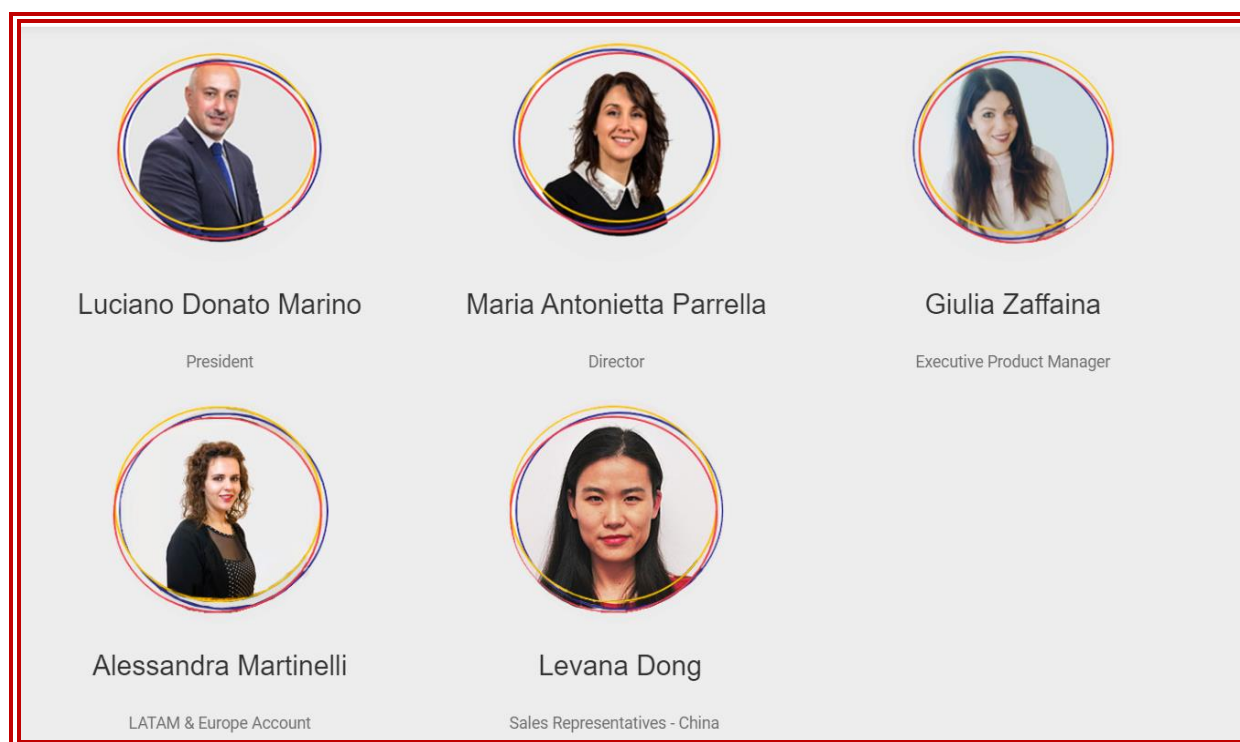 Luciano Donato Marino
Maria Antonietta Parrella
Giulia Zaffaina
President
Director
Executive Product Manager
Alessandra Martinelli
Levana Dong
LATAM & Europe Account
Sales Representatives - China